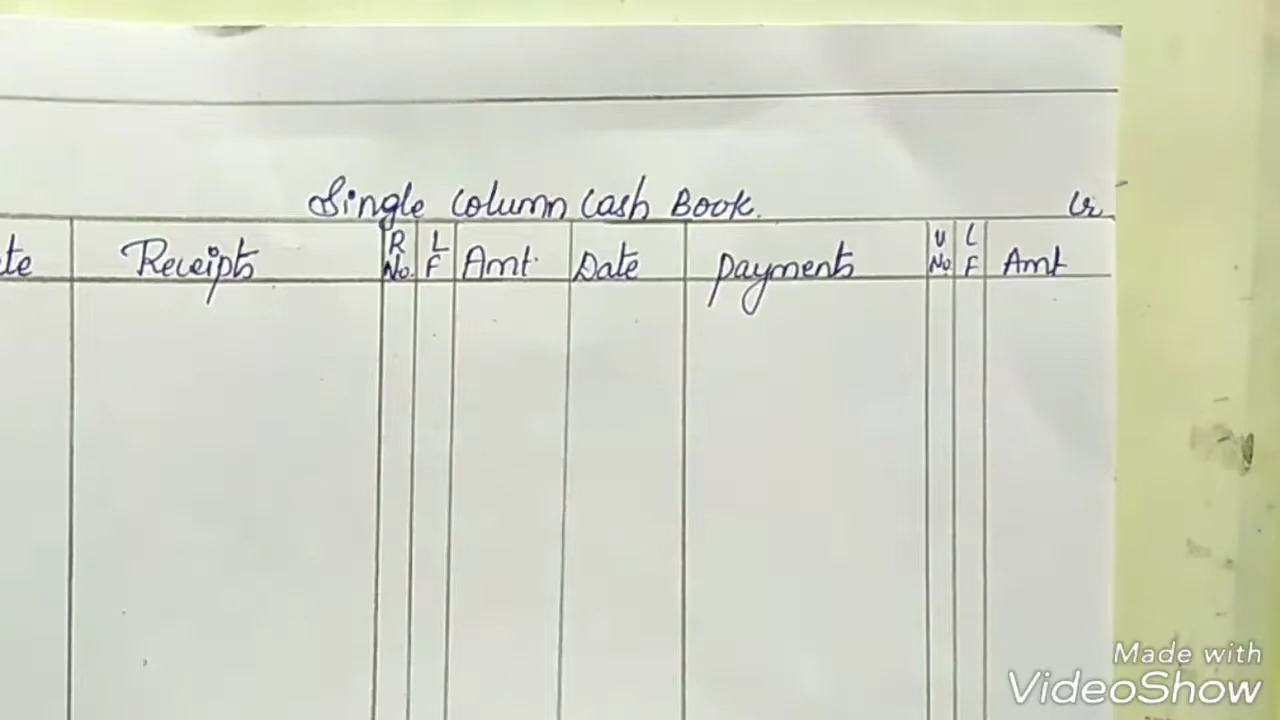 Single Column Cash Book. Cr.
te Receipts R No. L F Amt. Date payments V No L F Amt
Made with
VideoShow